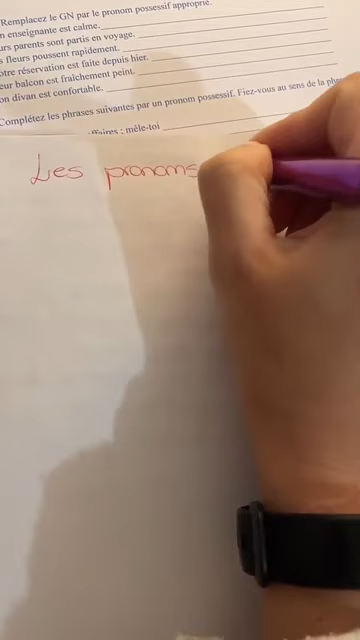 Remplacez le GN par le pronom possessif approprié.
enseignante est calme.
urs parents sont partis en voyage.
fleurs poussent rapidement.
otre réservation est faite depuis hier.
eur balcon est fraîchement peint.
on divan est confortable.
Complétez les phrases suivantes par un pronom possessif. Fiez-vous au sens de la phr
ffaires : mêle-toi
Les pronoms